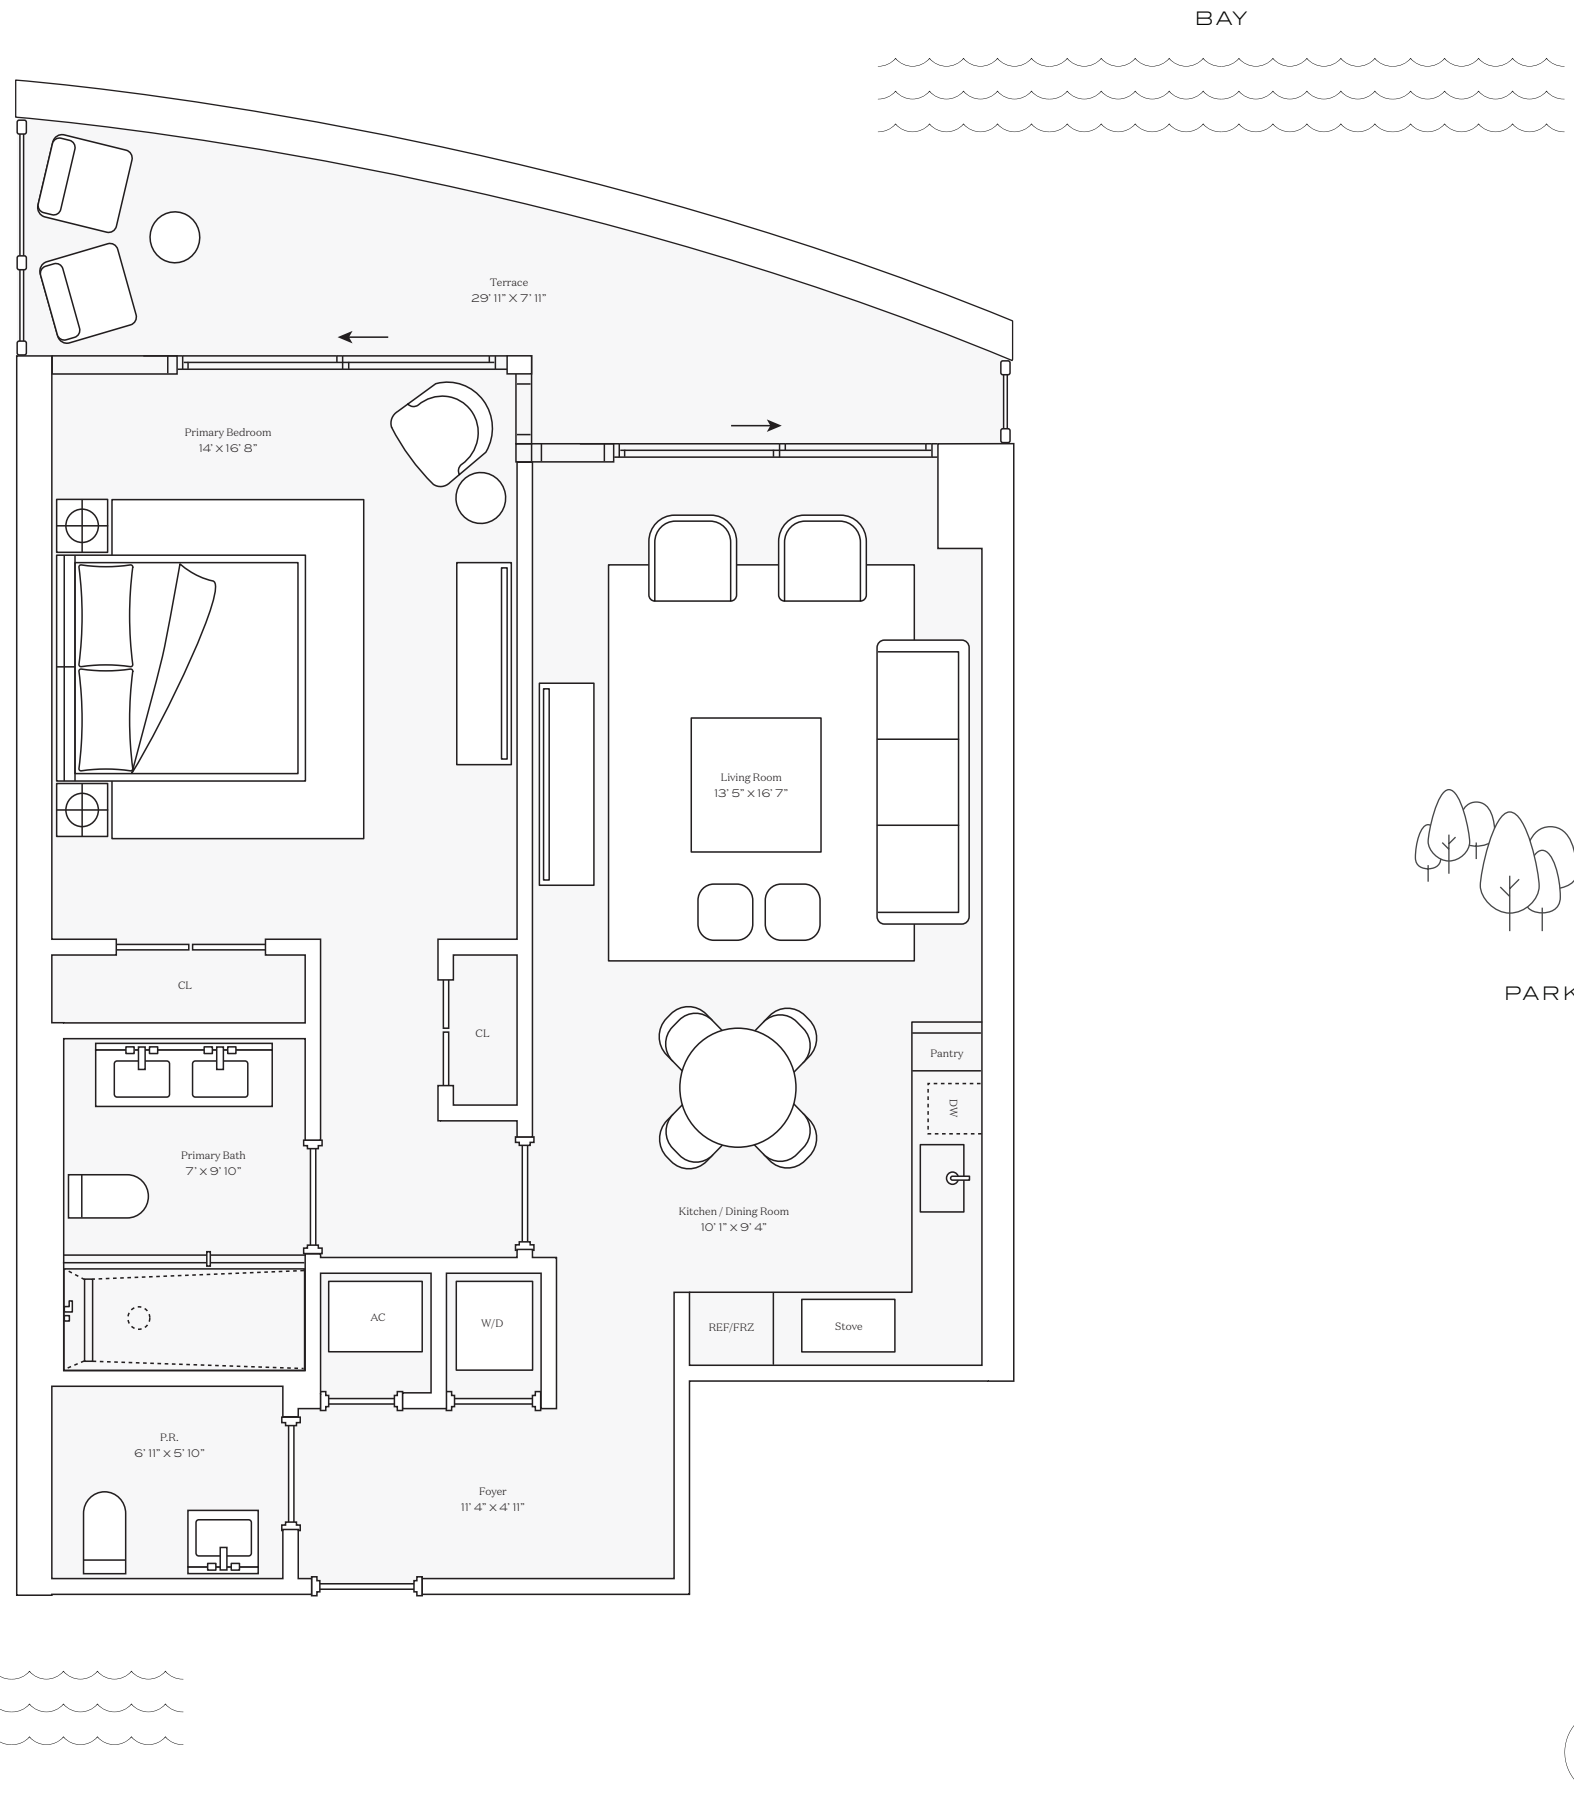 BAY
Terrace
29' 11" X 7' 11"
Primary Bedroom
14' X 16' 8"
Living Room
13' 5" X 16' 7"
PARK
CL
CL
Pantry
DW
Primary Bath
7' X 9' 10"
Kitchen / Dining Room
10' 1" X 9' 4"
AC
W/D
REF/FRZ
Stove
P.R.
6' 11" X 5' 10"
Foyer
11' 4" X 4' 11"